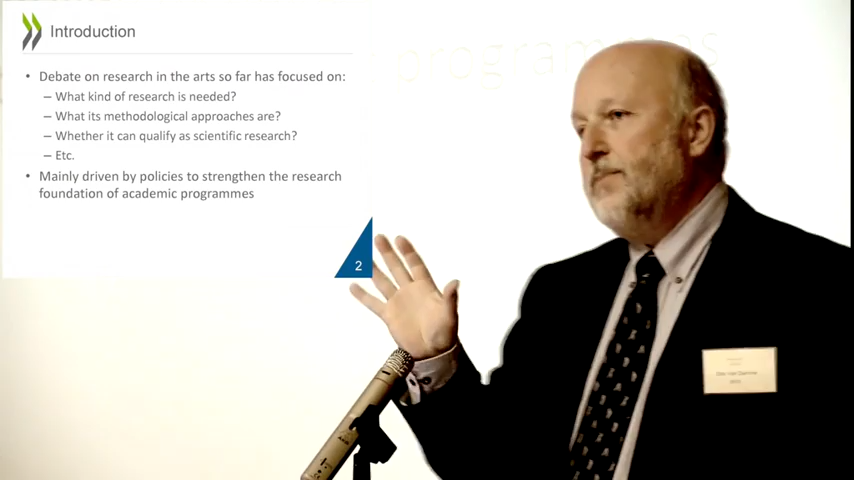 Introduction
programmes
• Debate on research in the arts so far has focused on:
– What kind of research is needed?
– What its methodological approaches are?
– Whether it can qualify as scientific research?
– Etc.
• Mainly driven by policies to strengthen the research
foundation of academic programmes
2